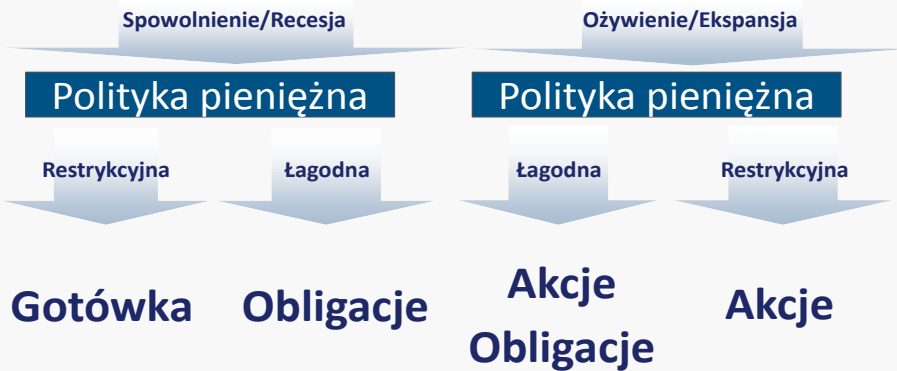 Spowolnienie/Recesja
Ożywienie/Ekspansja
Polityka pieniężna
Polityka pieniężna
Restrykcyjna
Łagodna
Łagodna
Restrykcyjna
Gotówka
Obligacje
Akcje
Obligacje
Akcje